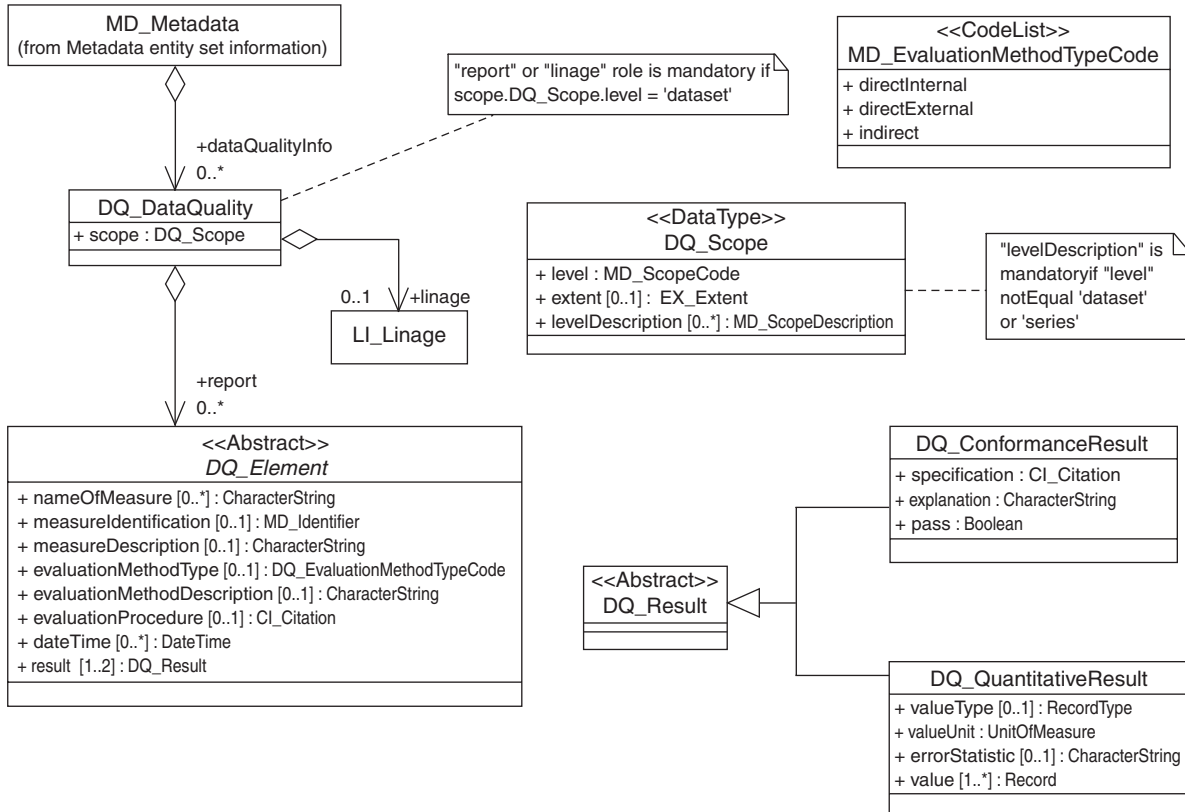 MD_Metadata
(from Metadata entity set information)
"report" or "linage" role is mandatory if
scope.DQ_Scope.level = 'dataset'
<<CodeList>>
MD_EvaluationMethodTypeCode
+ directInternal
+ directExternal
+ indirect
+dataQualityInfo
0..*
DQ_DataQuality
+ scope : DQ_Scope
0..1
+linage
LI_Linage
<<DataType>>
DQ_Scope
+ level : MD_ScopeCode
+ extent [0..1] : EX_Extent
+ levelDescription [0..*] : MD_ScopeDescription
"levelDescription" is
mandatoryif "level"
notEqual 'dataset'
or 'series'
+report
0..*
<<Abstract>>
DQ_Element
+ nameOfMeasure [0..*] : CharacterString
+ measureIdentification [0..1] : MD_Identifier
+ measureDescription [0..1] : CharacterString
+ evaluationMethodType [0..1] : DQ_EvaluationMethodTypeCode
+ evaluationMethodDescription [0..1] : CharacterString
+ evaluationProcedure [0..1] : CI_Citation
+ dateTime [0..*] : DateTime
+ result [1..2] : DQ_Result
<<Abstract>>
DQ_Result
DQ_ConformanceResult
+ specification : CI_Citation
+ explanation : CharacterString
+ pass : Boolean
DQ_QuantitativeResult
+ valueType [0..1] : RecordType
+ valueUnit : UnitOfMeasure
+ errorStatistic [0..1] : CharacterString
+ value [1..*] : Record